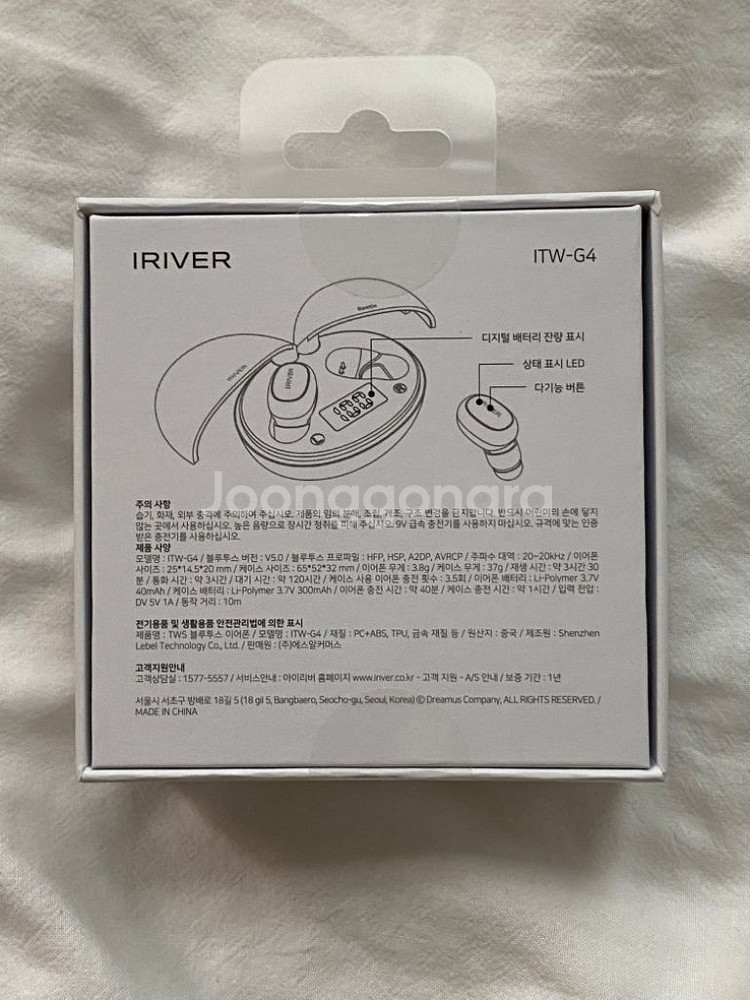 IRIVER
ITW-G4
Beetle
디지털 배터리 잔량 표시
상태 표시 LED
다기능 버튼
IRIVER
IRIVER
R
L
Joonggonara
주의 사항
습기, 화재, 외부 충격에 주의하여 주십시오. 제품의 임의 분해, 조립, 개조, 구조 변경을 금지합니다. 반드시 어린이의 손에 닿지
않는 곳에서 사용하십시오. 높은 음량으로 장시간 청취를 피해 주십시오. 9V 급속 충전기를 사용하지 마십시오. 규격에 맞는 인증
받은 충전기를 사용하십시오.
제품 사양
모델명 : ITW-G4 / 블루투스 버전 : V5.0 / 블루투스 프로파일 : HFP, HSP, A2DP, AVRCP / 주파수 대역 : 20~20kHz / 이어폰
사이즈 : 25*14.5*20 mm / 케이스 사이즈 : 65*52*32 mm / 이어폰 무게 : 3.8g / 케이스 무게 : 37g / 재생 시간 : 약 3시간 30
분 / 통화 시간 : 약 3시간 / 대기 시간 : 약 120시간 / 케이스 사용 이어폰 충전 횟수 : 3.5회 / 이어폰 배터리 : Li-Polymer 3.7V
40mAh / 케이스 배터리 : Li-Polymer 3.7V 300mAh / 이어폰 충전 시간 : 약 40분 / 케이스 충전 시간 : 약 1시간 / 입력 전압 :
DV 5V 1A / 동작 거리 : 10m
전기용품 및 생활용품 안전관리법에 의한 표시
제품명 : TWS 블루투스 이어폰 / 모델명 : ITW-G4 / 재질 : PC+ABS, TPU, 금속 재질 등 / 원산지 : 중국 / 제조원 : Shenzhen
Lebel Technology Co., Ltd. / 판매원 : (주)에스알커머스
고객지원안내
고객상담실 : 1577-5557 / 서비스안내 : 아이리버 홈페이지 www.iriver.co.kr - 고객 지원 - A/S 안내 / 보증 기간 : 1년
서울시 서초구 방배로 18길 5 (18 gil 5, Bangbaero, Seocho-gu, Seoul, Korea) © Dreamus Company, ALL RIGHTS RESERVED. /
MADE IN CHINA